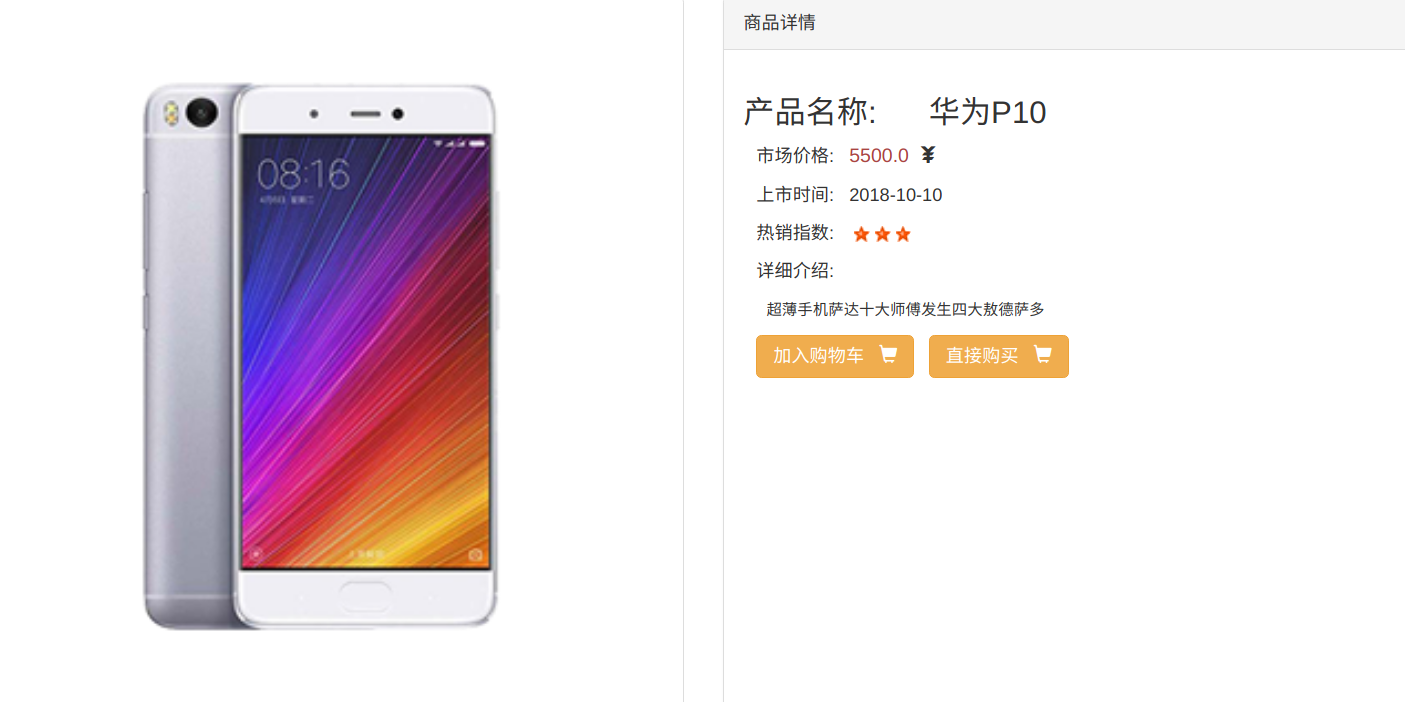 08:16
商品详情
产品名称: 华为P10
市场价格: 5500.0 ¥
上市时间: 2018-10-10
热销指数:
详细介绍:
超薄手机萨达十大师傅发生四大敖德萨多
加入购物车 直接购买